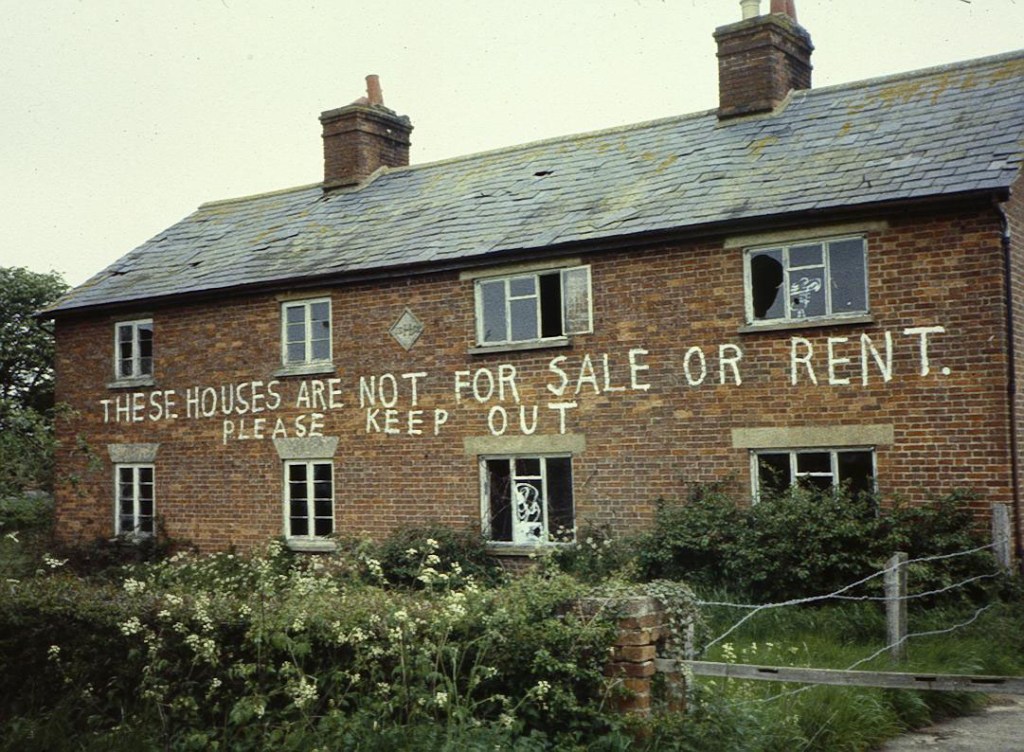 THESE HOUSES ARE NOT FOR SALE OR RENT.
PLEASE KEEP OUT